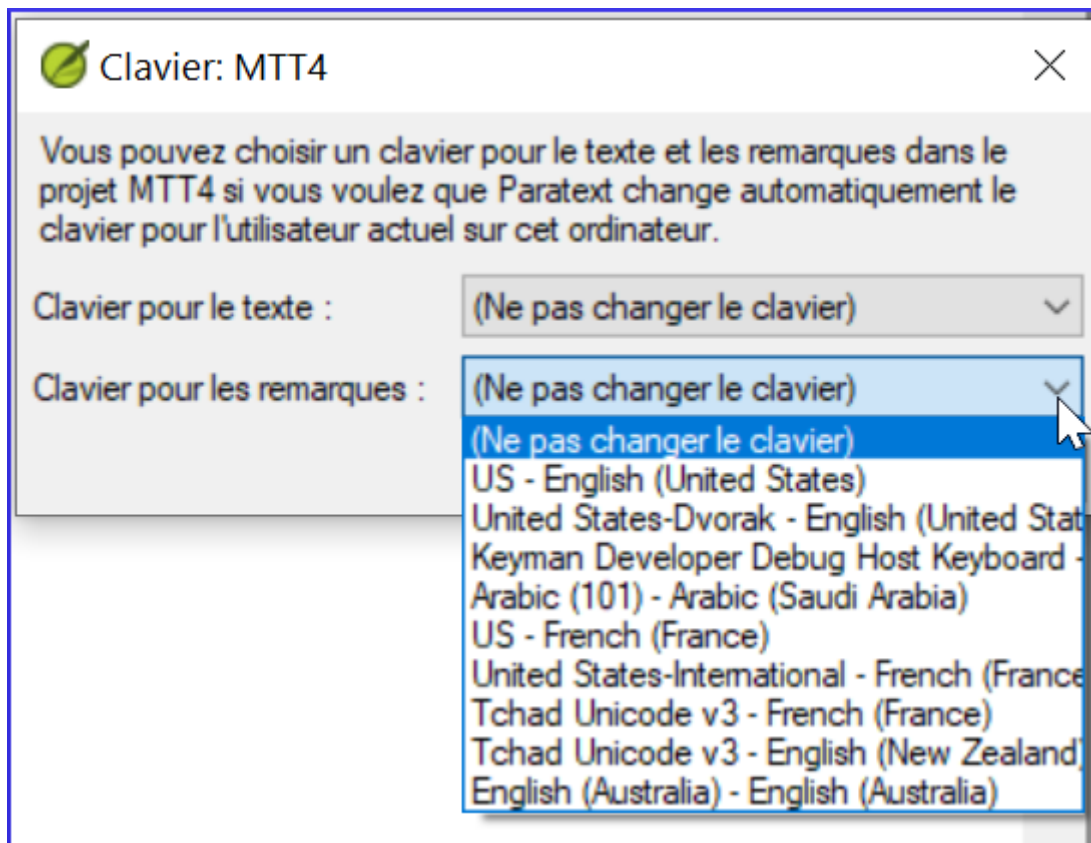 Clavier: MTT4
Vous pouvez choisir un clavier pour le texte et les remarques dans le
projet MTT4 si vous voulez que Paratext change automatiquement le
clavier pour l'utilisateur actuel sur cet ordinateur.
Clavier pour le texte : (Ne pas changer le clavier)
Clavier pour les remarques : (Ne pas changer le clavier)
(Ne pas changer le clavier)
US - English (United States)
United States-Dvorak - English (United Stat
Keyman Developer Debug Host Keyboard -
Arabic (101) - Arabic (Saudi Arabia)
US - French (France)
United States-International - French (France
Tchad Unicode v3 - French (France)
Tchad Unicode v3 - English (New Zealand)
English (Australia) - English (Australia)